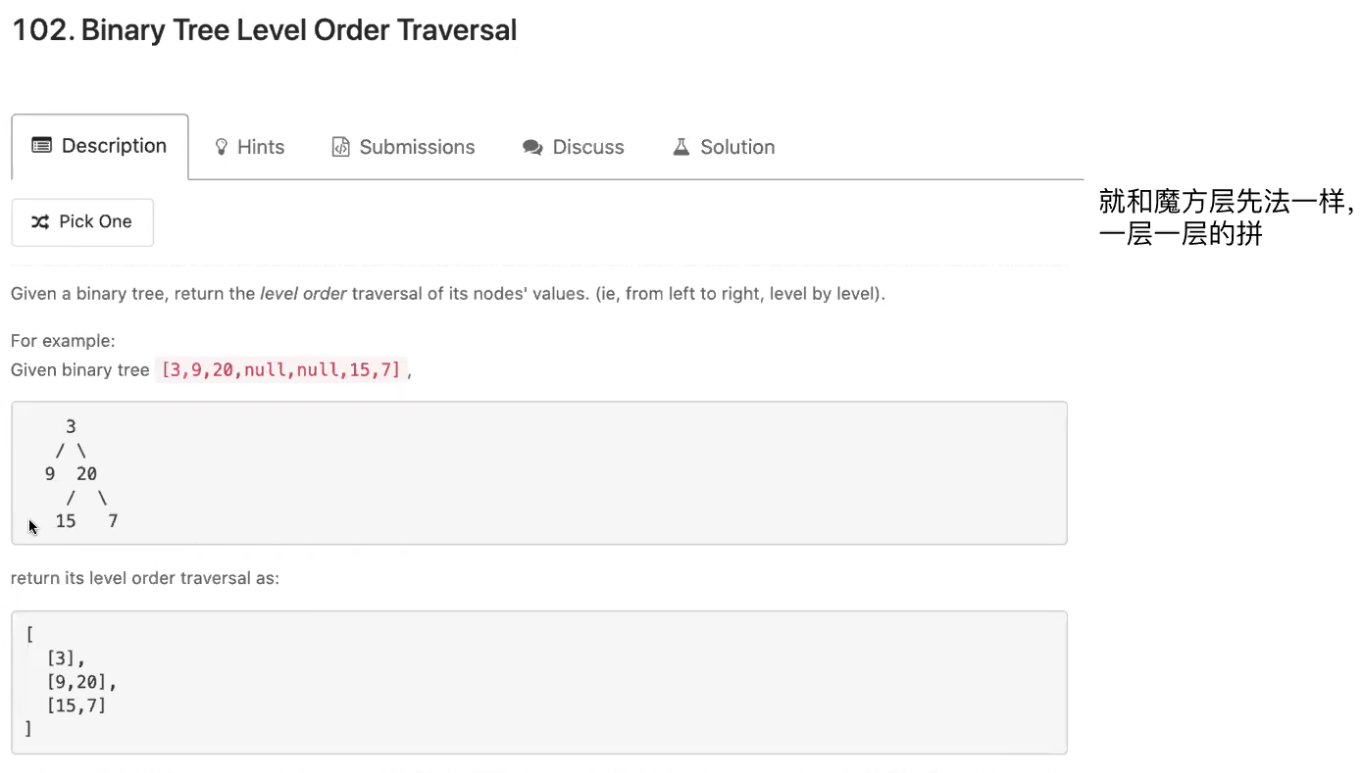 102. Binary Tree Level Order Traversal
Description
Hints
Submissions
Discuss
Solution
Pick One
就和魔方层先法一样,
一层一层的拼
Given a binary tree, return the level order traversal of its nodes' values. (ie, from left to right, level by level).
For example:
Given binary tree [3,9,20,null,null,15,7],
3
/ \
9 20
/ \
15 7
return its level order traversal as:
[
[3],
[9,20],
[15,7]
]